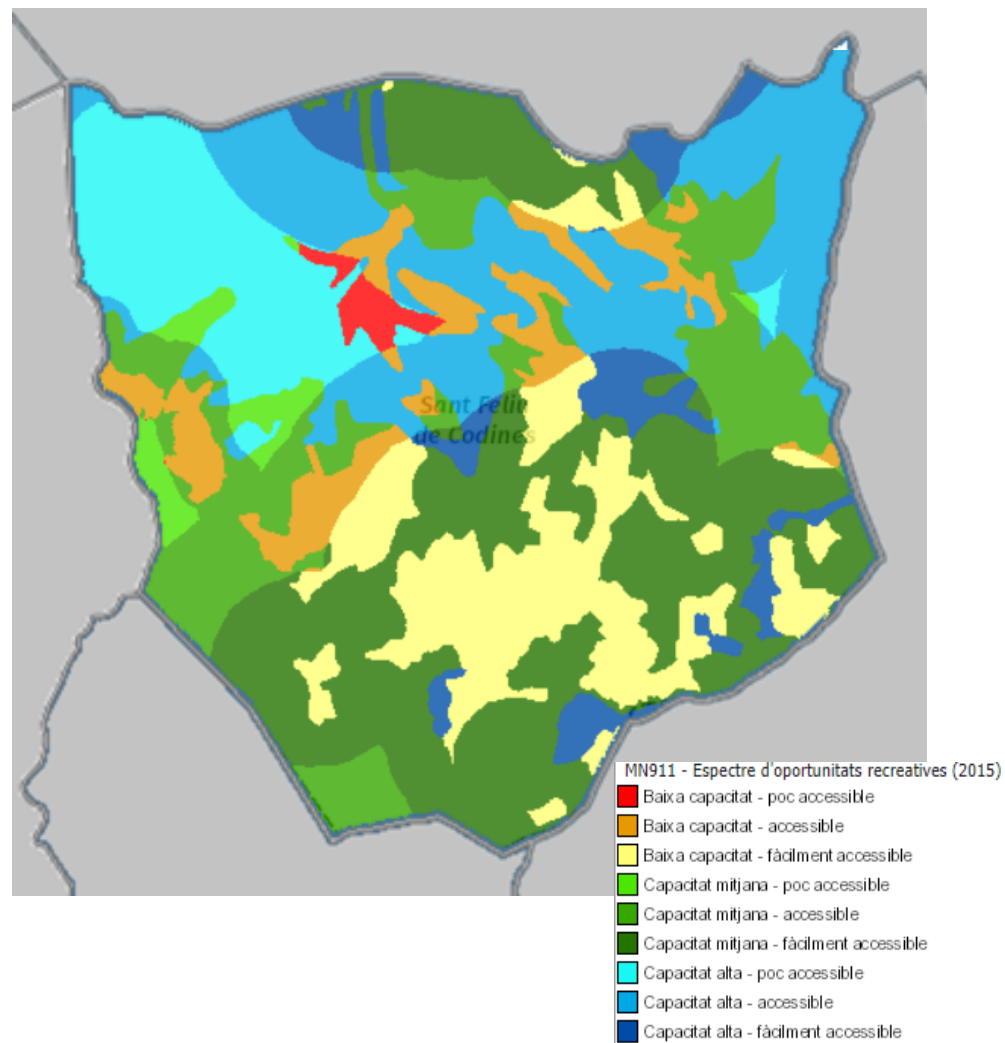 Sant Feliu
de Codines
MN911 - Espectre d'oportunitats recreatives (2015)
Baixa capacitat - poc accessible
Baixa capacitat - accessible
Baixa capacitat - fàcilment accessible
Capacitat mitjana - poc accessible
Capacitat mitjana - accessible
Capacitat mitjana - fàcilment accessible
Capacitat alta - poc accessible
Capacitat alta - accessible
Capacitat alta - fàcilment accessible